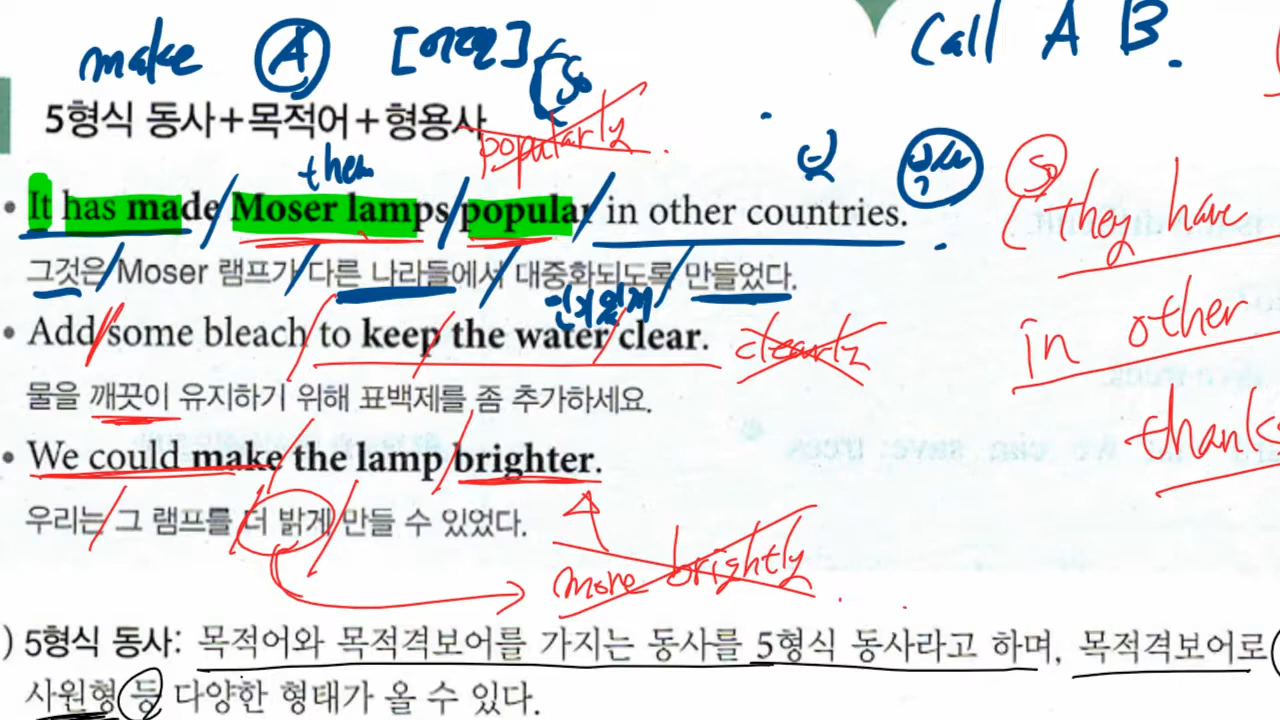 make A [어떤] call A B.
5형식 동사+목적어+형용사
popularly.
them
• It has made Moser lamps popular in other countries.
so they have
그것은 Moser 램프가 다른 나라들에서 대중화되도록 만들었다.
인기있게
in other
• Add some bleach to keep the water clear. clearly
물을 깨끗이 유지하기 위해 표백제를 좀 추가하세요.
thanks
• We could make the lamp brighter.
우리는 그 램프를 더 밝게 만들 수 있었다.
more brightly
) 5형식 동사: 목적어와 목적격보어를 가지는 동사를 5형식 동사라고 하며, 목적격보어로
사원형 등 다양한 형태가 올 수 있다.